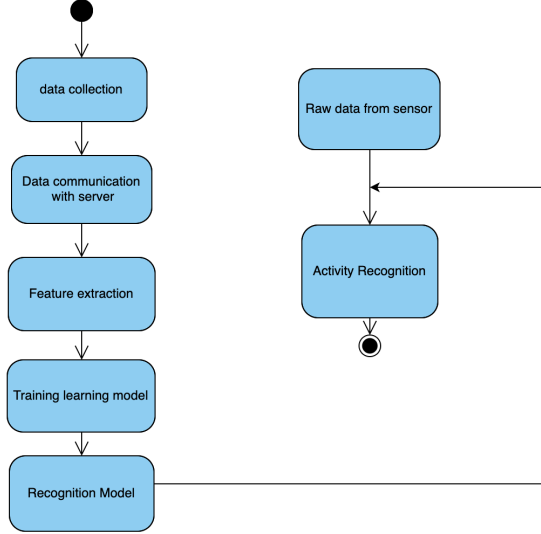 data collection
Data communication
with server
Feature extraction
Training learning model
Recognition Model
Raw data from sensor
Activity Recognition